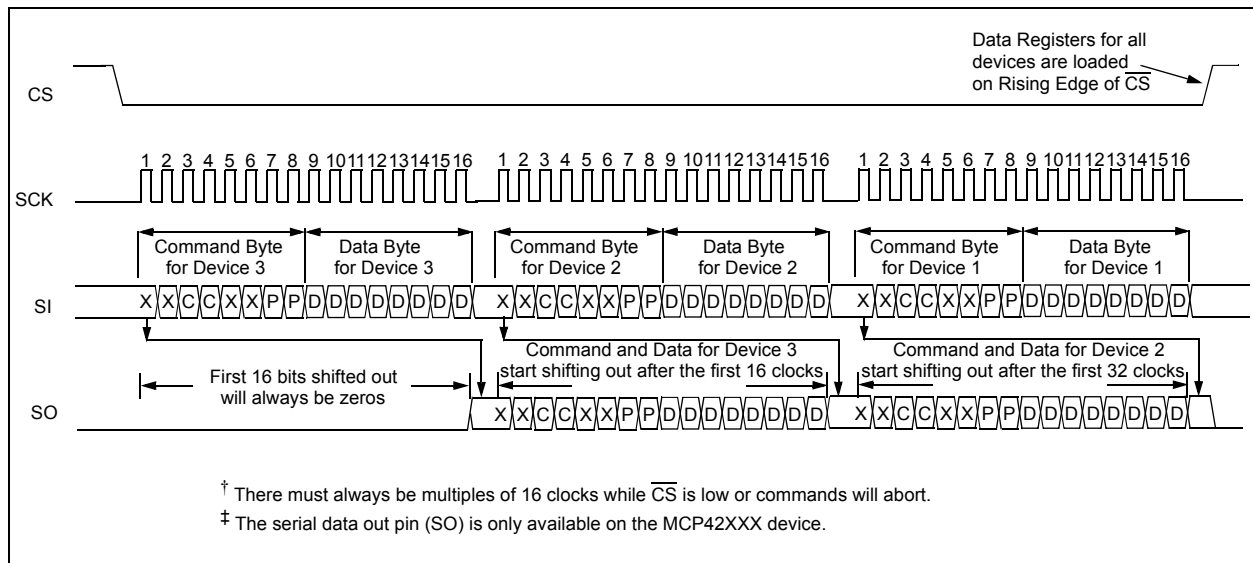 Data Registers for all
devices are loaded
on Rising Edge of CS
CS
1 2 3 4 5 6 7 8 9 10 11 12 13 14 15 16 1 2 3 4 5 6 7 8 9 10 11 12 13 14 15 16 1 2 3 4 5 6 7 8 9 10 11 12 13 14 15 16
SCK
Command Byte
for Device 3
Data Byte
for Device 3
Command Byte
for Device 2
Data Byte
for Device 2
Command Byte
for Device 1
Data Byte
for Device 1
SI
X X C C X X P P D D D D D D D D X X C C X X P P D D D D D D D D X X C C X X P P D D D D D D D D
First 16 bits shifted out
will always be zeros
Command and Data for Device 3
start shifting out after the first 16 clocks
Command and Data for Device 2
start shifting out after the first 32 clocks
SO
X X C C X X P P D D D D D D D D X X C C X X P P D D D D D D D D
† There must always be multiples of 16 clocks while CS is low or commands will abort.
‡ The serial data out pin (SO) is only available on the MCP42XXX device.